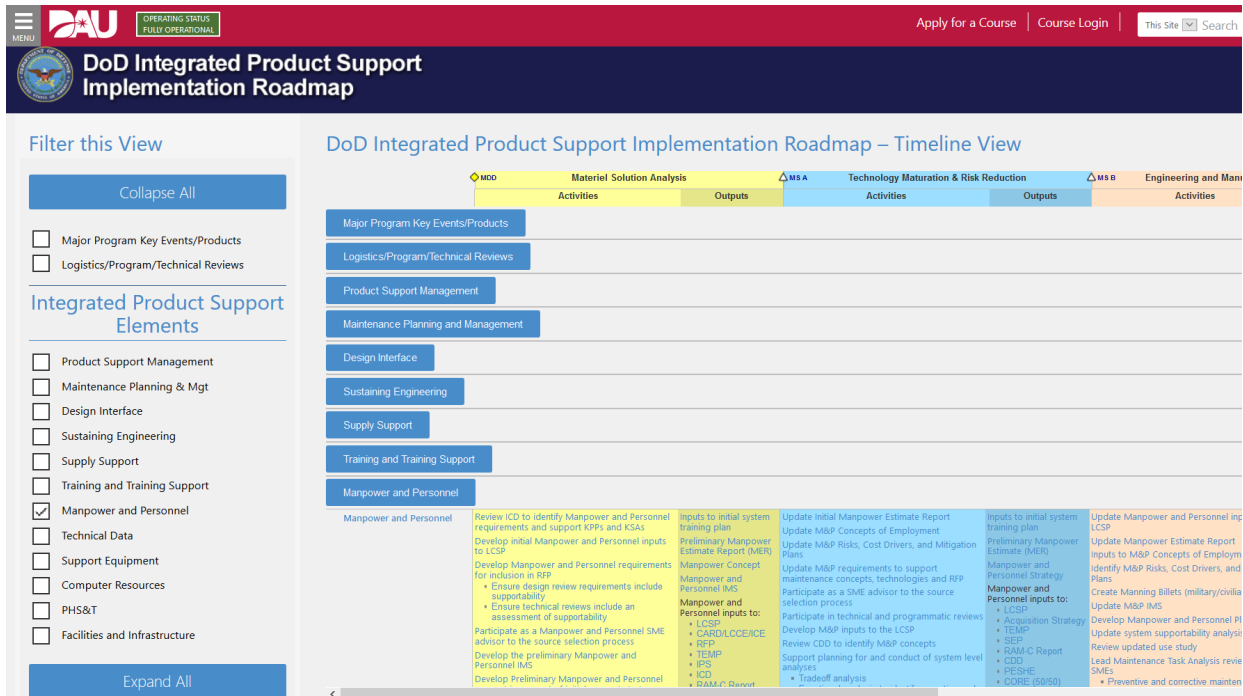 MENU
DAU
OPERATING STATUS
FULLY OPERATIONAL
Apply for a Course
Course Login
This Site
Search
DoD Integrated Product Support
Implementation Roadmap
Filter this View
Collapse All
Major Program Key Events/Products
Logistics/Program/Technical Reviews
Integrated Product Support
Elements
Product Support Management
Maintenance Planning & Mgt
Design Interface
Sustaining Engineering
Supply Support
Training and Training Support
Manpower and Personnel
Technical Data
Support Equipment
Computer Resources
PHS&T
Facilities and Infrastructure
Expand All
DoD Integrated Product Support Implementation Roadmap – Timeline View
MDD
Materiel Solution Analysis
MS A
Technology Maturation & Risk Reduction
MS B
Engineering and Manu
Activities
Outputs
Activities
Outputs
Activities
Major Program Key Events/Products
Logistics/Program/Technical Reviews
Product Support Management
Maintenance Planning and Management
Design Interface
Sustaining Engineering
Supply Support
Training and Training Support
Manpower and Personnel
Manpower and Personnel
Review ICD to identify Manpower and Personnel
requirements and support KPPs and KSAs
Develop initial Manpower and Personnel inputs
to LCSP
Develop Manpower and Personnel requirements
for inclusion in RFP
• Ensure design review requirements include
supportability
• Ensure technical reviews include an
assessment of supportability
Participate as a Manpower and Personnel SME
advisor to the source selection process
Develop the preliminary Manpower and
Personnel IMS
Develop Preliminary Manpower and Personnel
Inputs to initial system
training plan
Preliminary Manpower
Estimate Report (MER)
Manpower Concept
Manpower and
Personnel IMS
Manpower and
Personnel inputs to:
• LCSP
• CARD/LCCE/ICE
• RFP
• TEMP
• IPS
• ICD
• RAM-C Report
Update Initial Manpower Estimate Report
Update M&P Concepts of Employment
Update M&P Risks, Cost Drivers, and Mitigation
Plans
Update M&P requirements to support
maintenance concepts, technologies and RFP
Participate as a SME advisor to the source
selection process
Participate in technical and programmatic reviews
Develop M&P inputs to the LCSP
Review CDD to identify M&P concepts
Support planning for and conduct of system level
analyses
• Tradeoff analysis
Inputs to initial system
training plan
Preliminary Manpower
Estimate (MER)
Manpower and
Personnel Strategy
Manpower and
Personnel inputs to:
• LCSP
• Acquisition Strategy
• TEMP
• SEP
• RAM-C Report
• CDD
• PESHE
• CORE (50/50)
Update Manpower and Personnel inp
LCSP
Update Manpower Estimate Report
Inputs to M&P Concepts of Employm
Identify M&P Risks, Cost Drivers, and
Plans
Create Manning Billets (military/civilia
Update M&P IMS
Develop Manpower and Personnel Pl
Update system supportability analysis
Review updated use study
Lead Maintenance Task Analysis revie
SMEs
• Preventive and corrective mainten